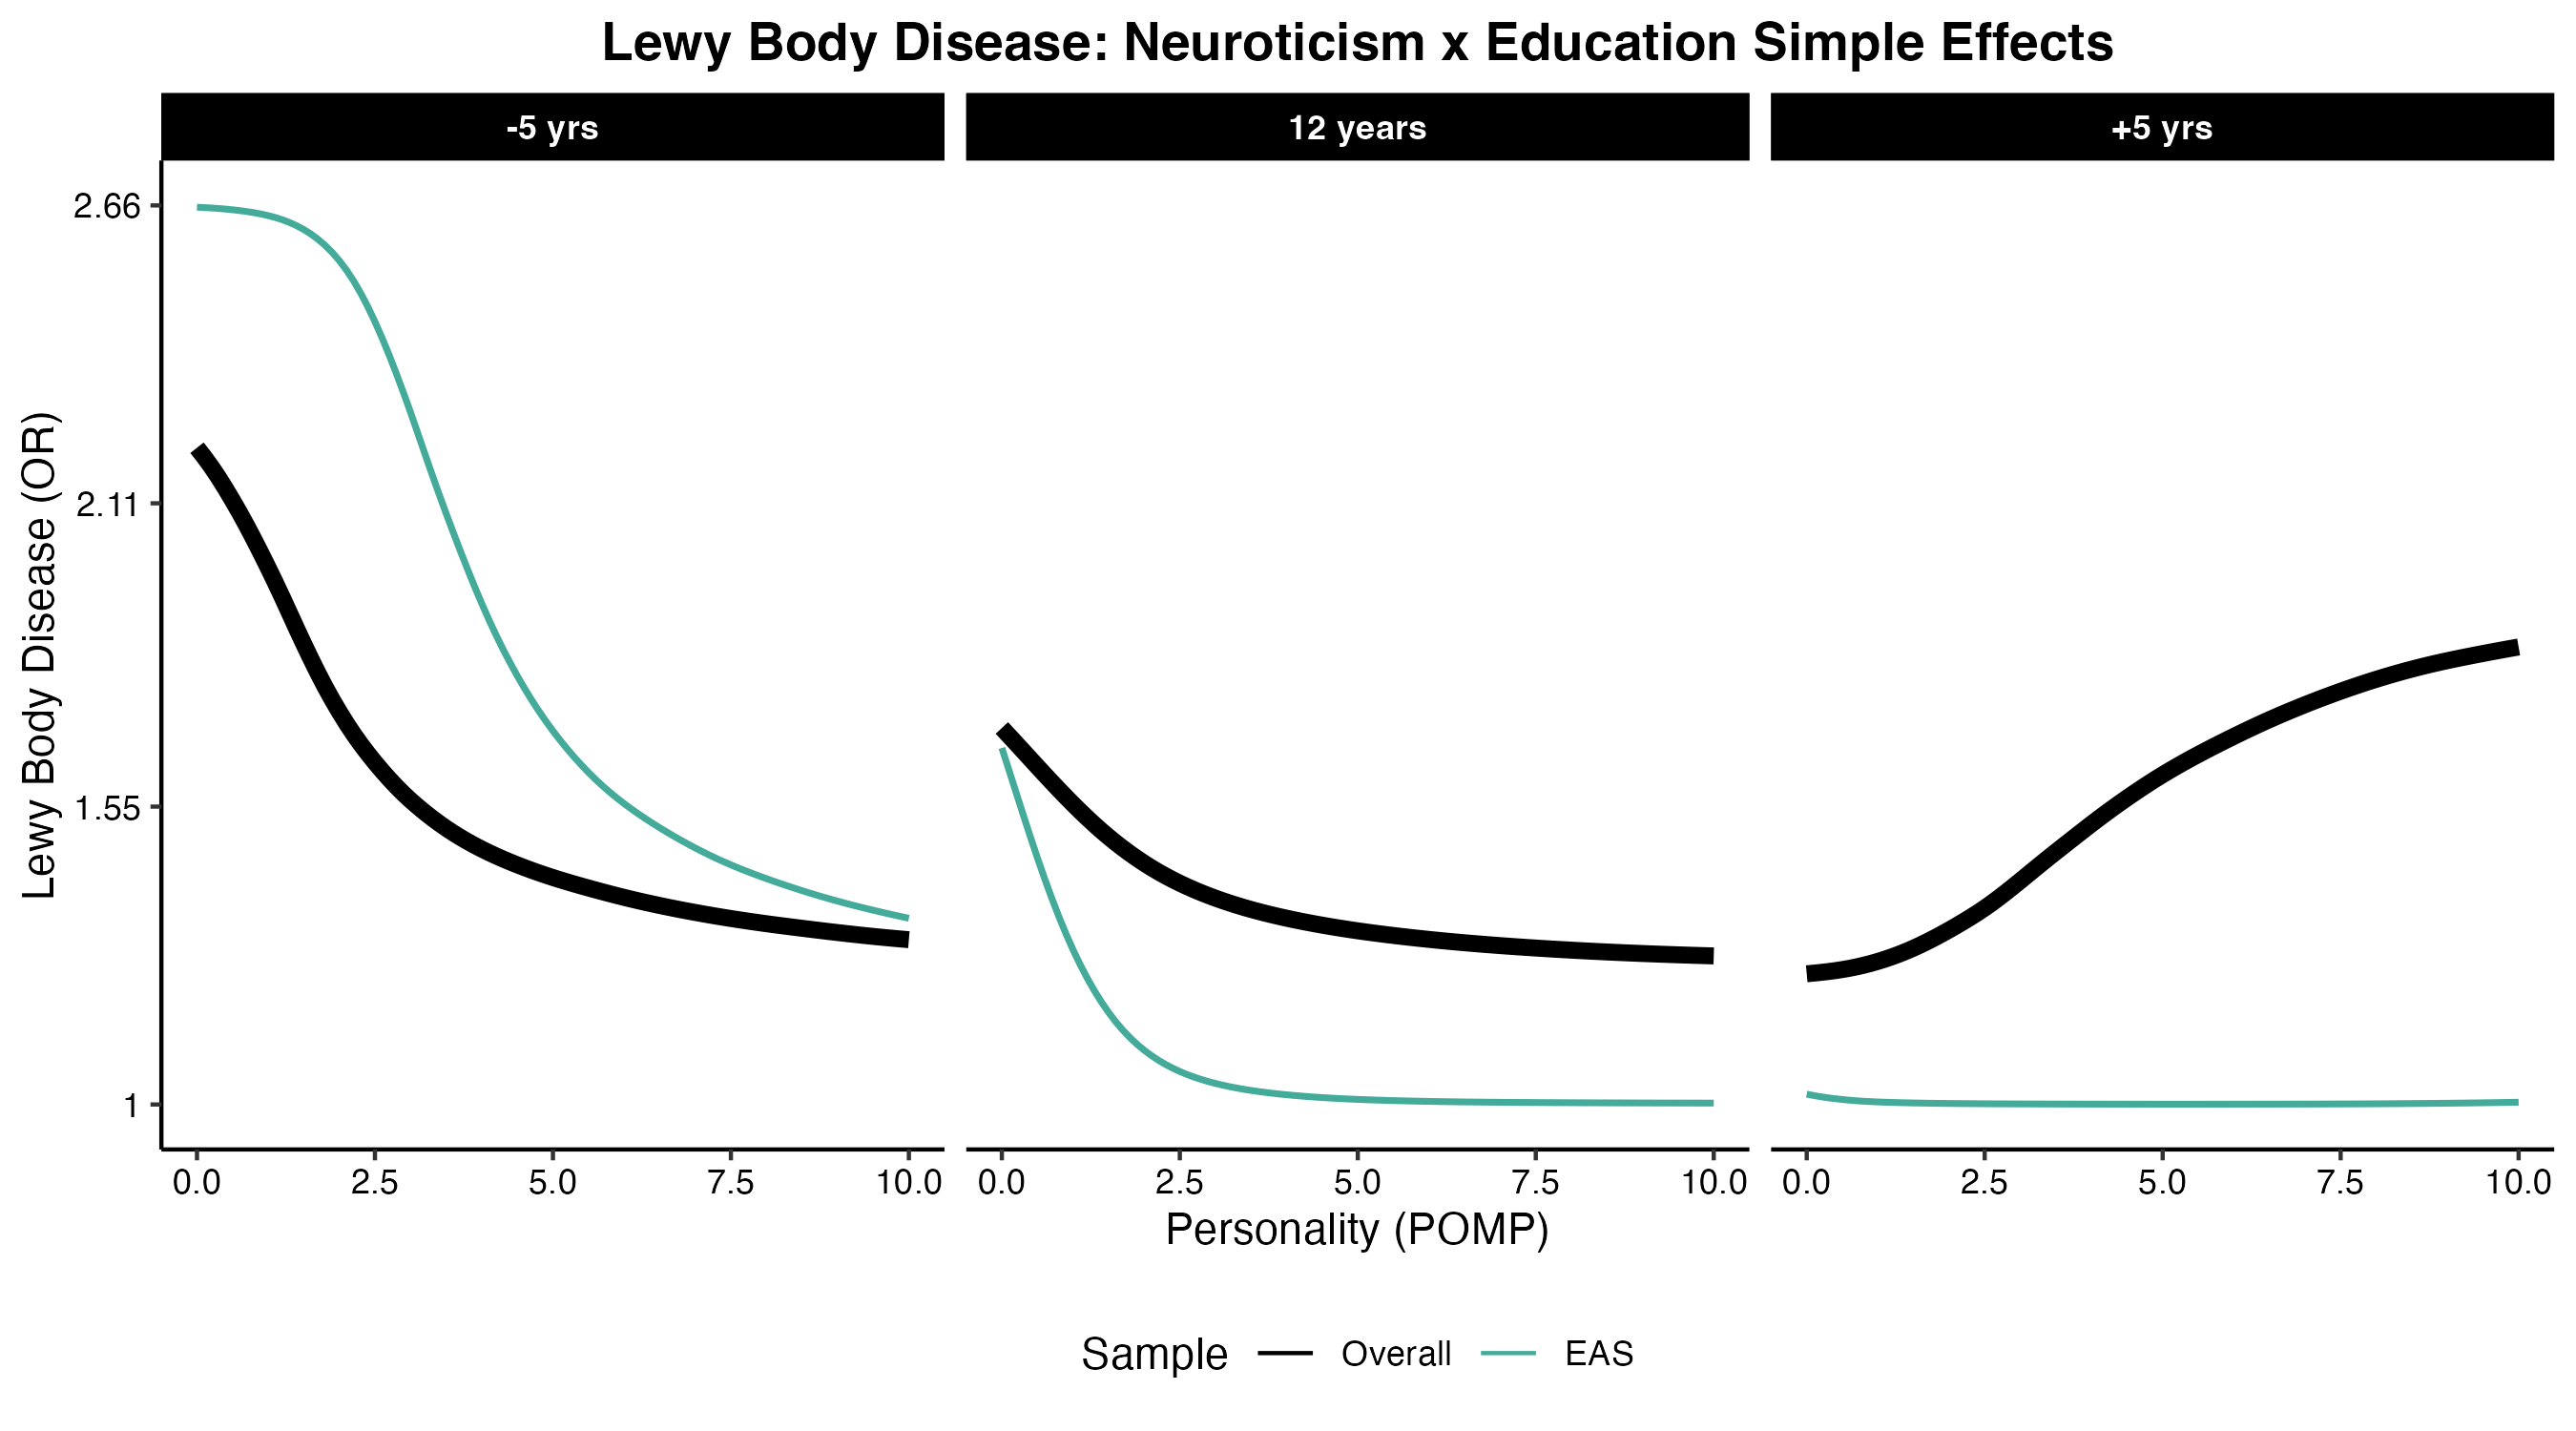 Lewy Body Disease: Neuroticism x Education Simple Effects
-5 yrs 12 years +5 yrs
Lewy Body Disease (OR)
2.66
2.11
1.55
1
0.0 2.5 5.0 7.5 10.0 0.0 2.5 5.0 7.5 10.0 0.0 2.5 5.0 7.5 10.0
Personality (POMP)
Sample Overall EAS